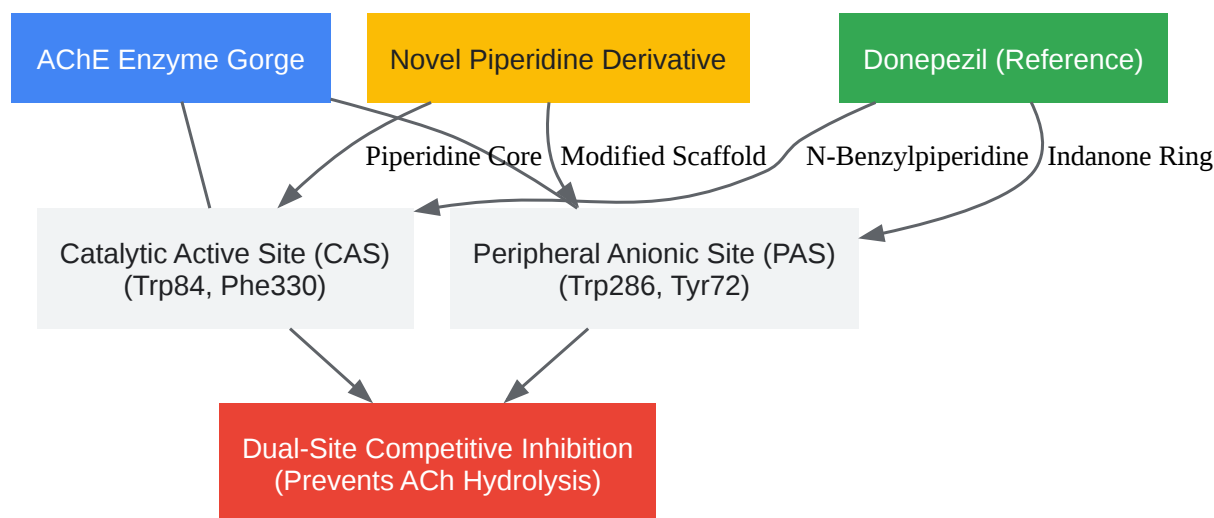 AChE Enzyme Gorge
Novel Piperidine Derivative
Donepezil (Reference)
Piperidine Core
Modified Scaffold
N-Benzylpiperidine
Indanone Ring
Catalytic Active Site (CAS)
(Trp84, Phe330)
Peripheral Anionic Site (PAS)
(Trp286, Tyr72)
Dual-Site Competitive Inhibition
(Prevents ACh Hydrolysis)